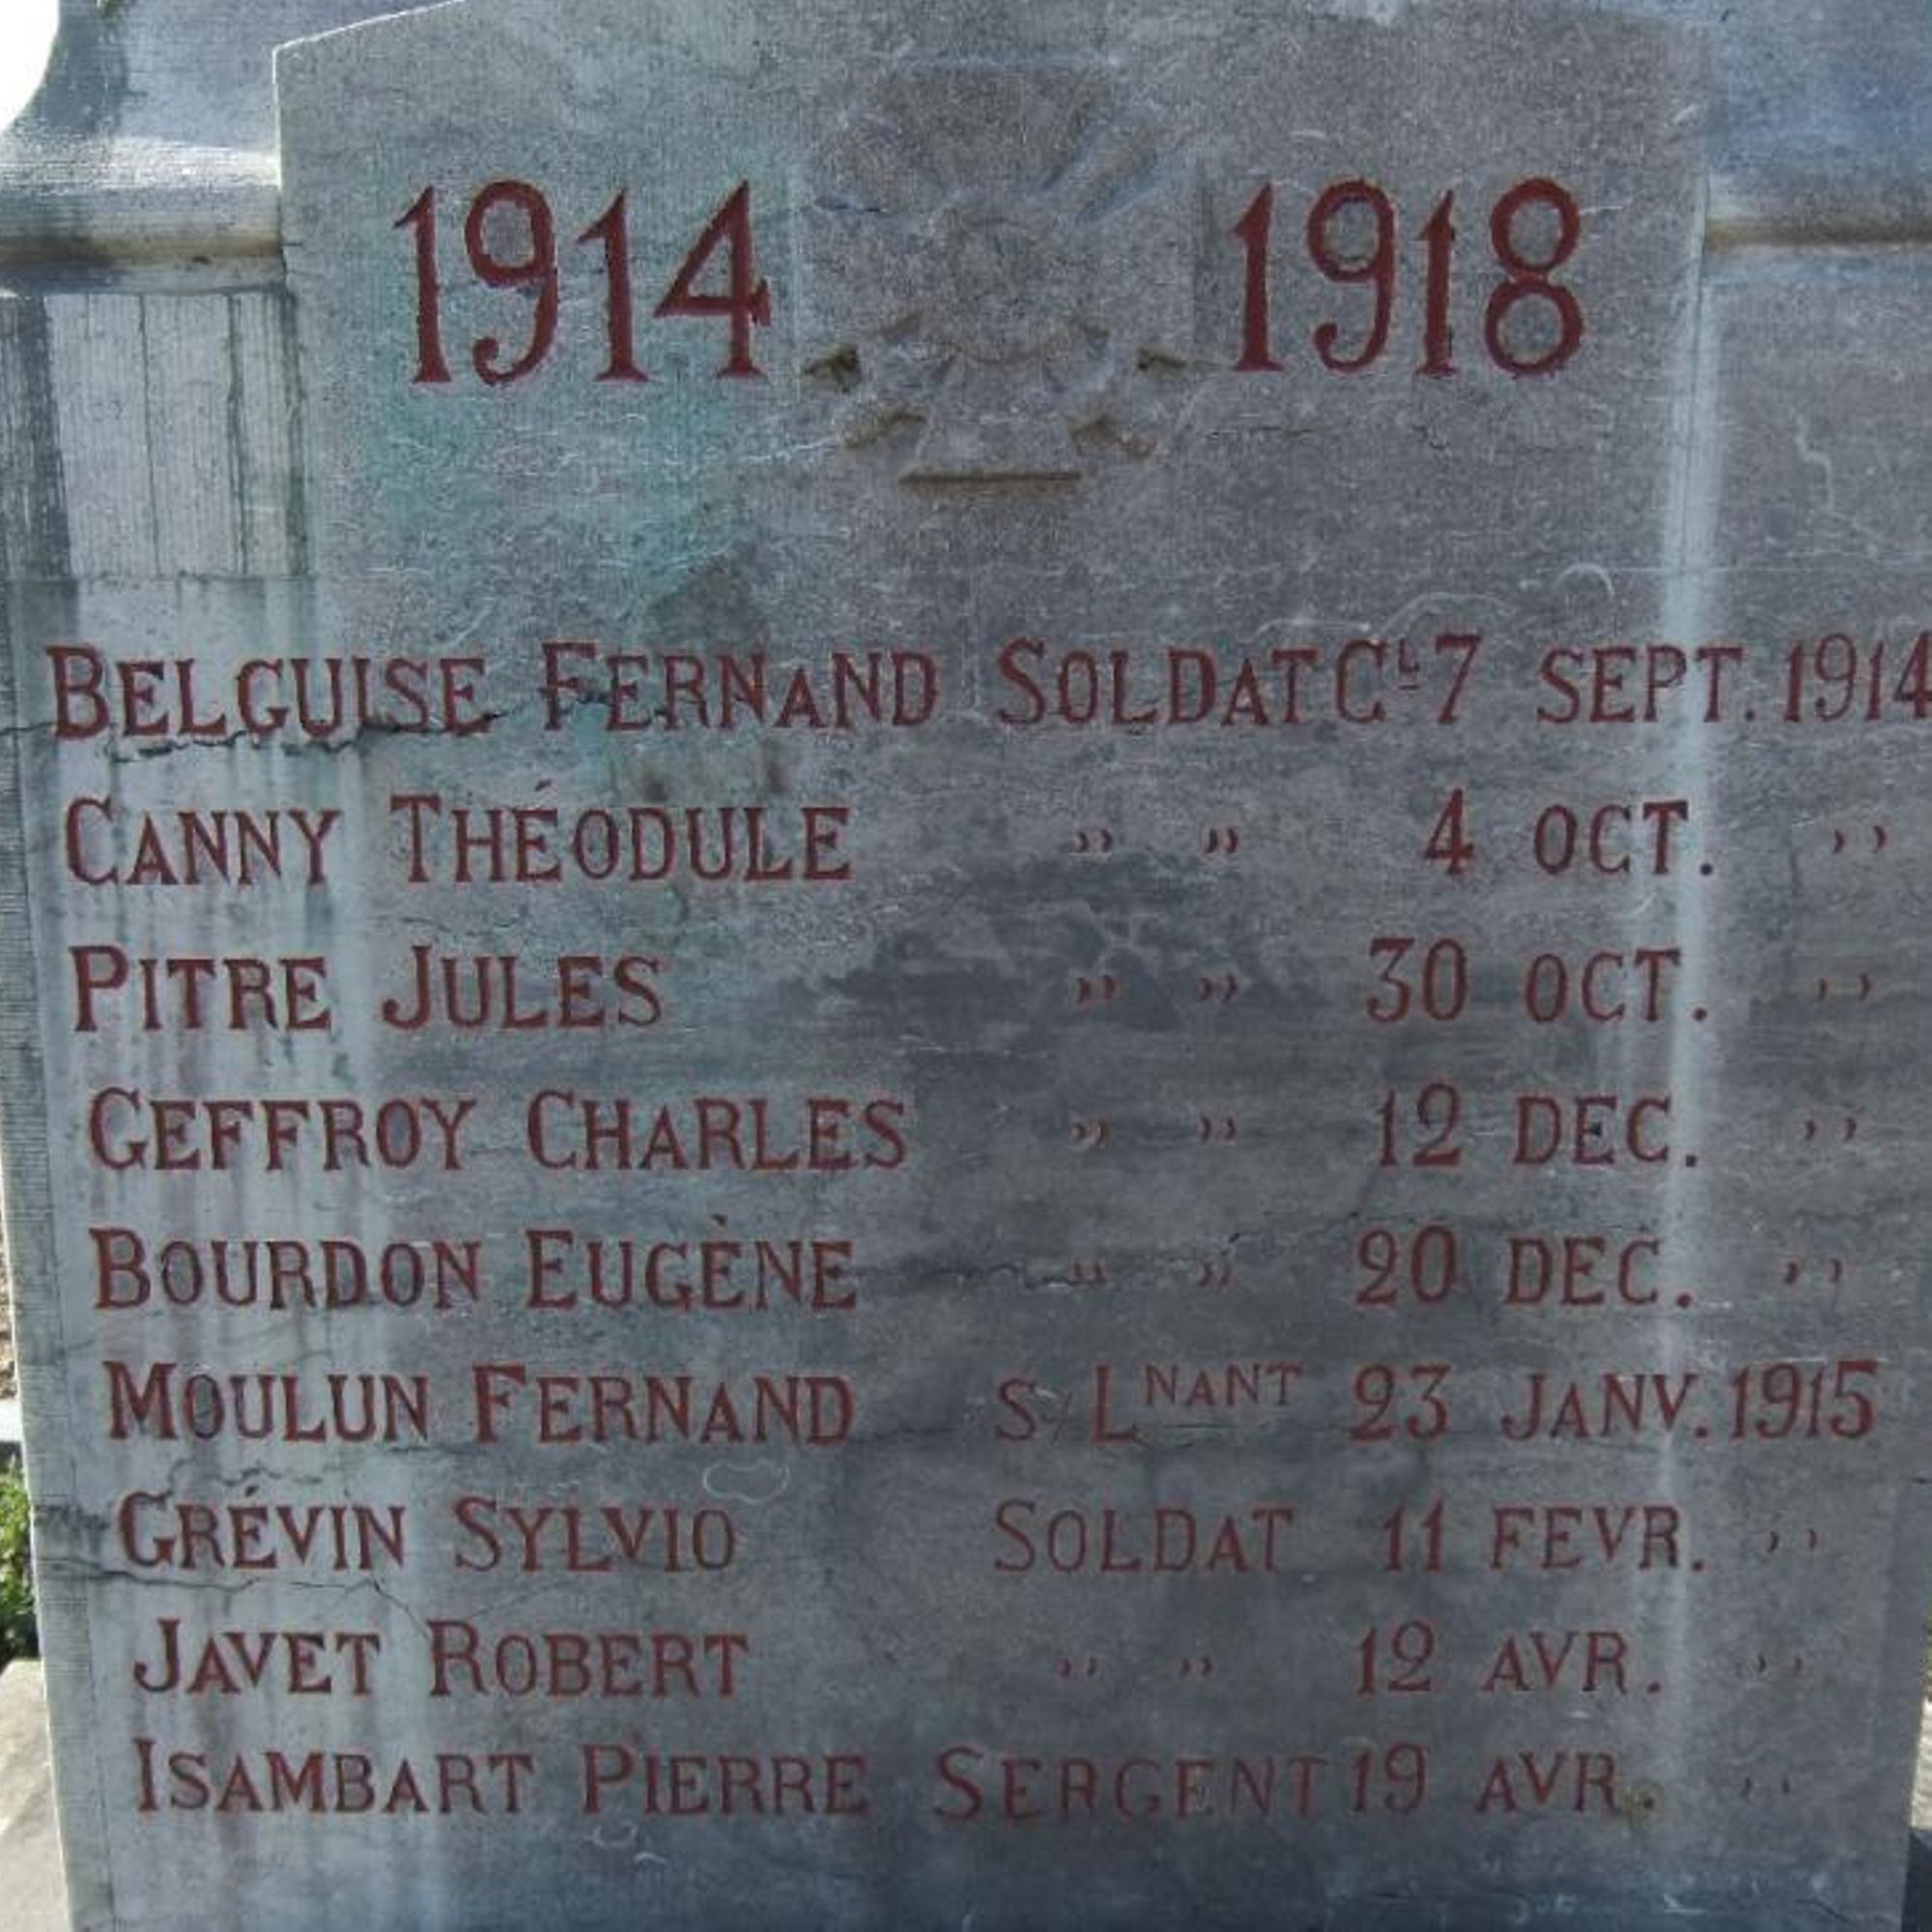 1914 1918
BELGUISE FERNAND SOLDAT CL 7 SEPT. 1914
CANNY THÉODULE ,, ,, 4 OCT. ,,
PITRE JULES ,, ,, 30 OCT. ,,
GEFFROY CHARLES ,, ,, 12 DEC. ,,
BOURDON EUGÈNE ,, ,, 20 DEC. ,,
MOULUN FERNAND S/LNANT 23 JANV. 1915
GRÉVIN SYLVIO SOLDAT 11 FEVR. ,,
JAVET ROBERT ,, ,, 12 AVR. ,,
ISAMBART PIERRE SERGENT 19 AVR. ,,